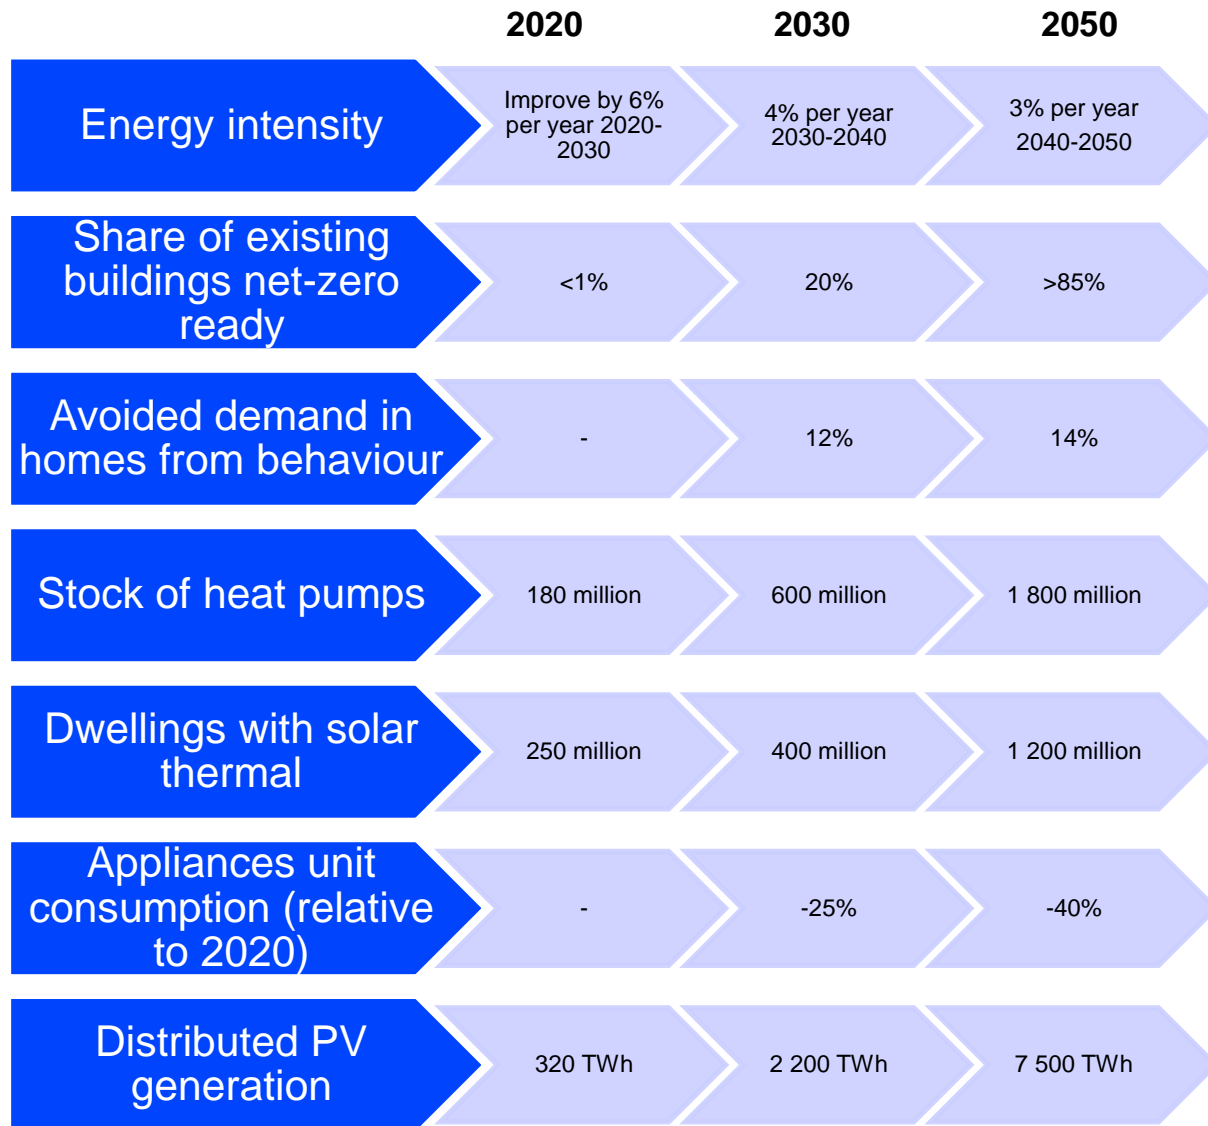 2020 2030 2050
Energy intensity
Improve by 6%
per year 2020-
2030
4% per year
2030-2040
3% per year
2040-2050
Share of existing
buildings net-zero
ready
<1%
20%
>85%
Avoided demand in
homes from behaviour
-
12%
14%
Stock of heat pumps
180 million
600 million
1 800 million
Dwellings with solar
thermal
250 million
400 million
1 200 million
Appliances unit
consumption (relative
to 2020)
-
-25%
-40%
Distributed PV
generation
320 TWh
2 200 TWh
7 500 TWh